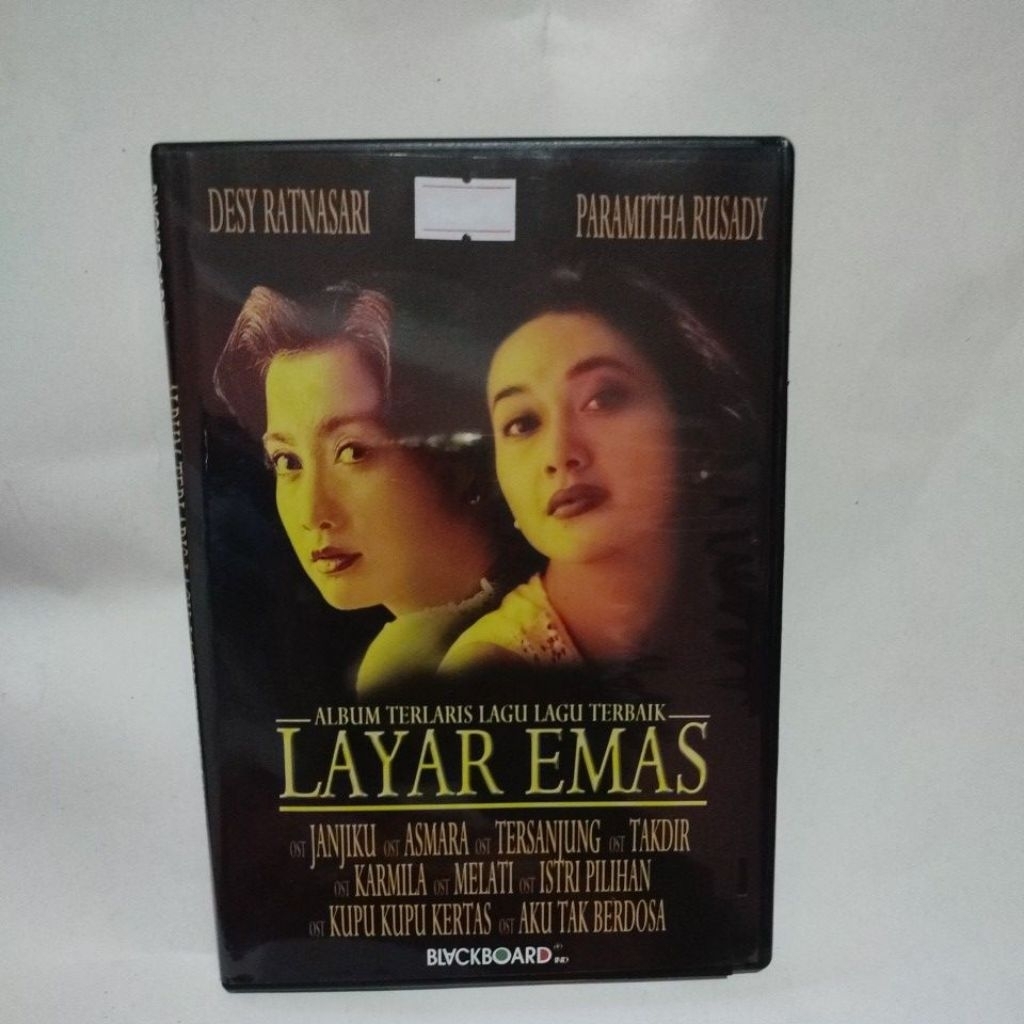 DESY RATNASARI
PARAMITHA RUSADY
ALBUM TERLARIS LAGU LAGU TERBAIK
LAYAR EMAS
OST JANJIKU OST ASMARA OST TERSANJUNG OST TAKDIR
OST KARMILA OST MELATI OST ISTRI PILIHAN
OST KUPU KUPU KERTAS OST AKU TAK BERDOSA
BLACKBOARD IND